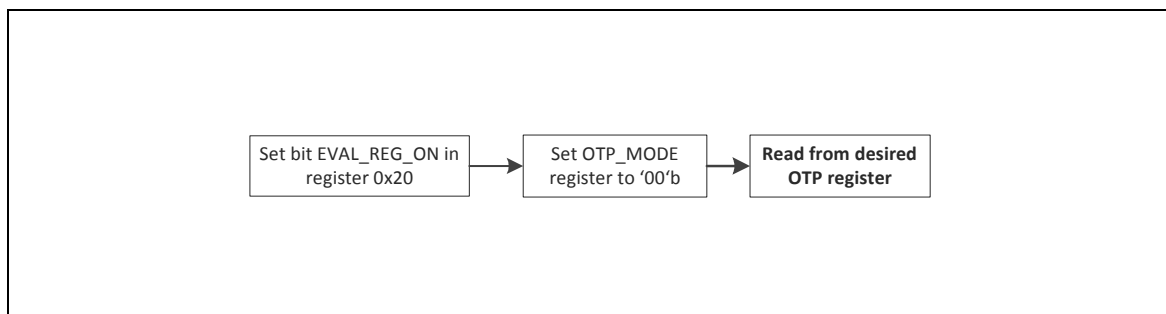 Set bit EVAL_REG_ON in
register 0x20
Set OTP_MODE
register to ‘00‘b
Read from desired
OTP register